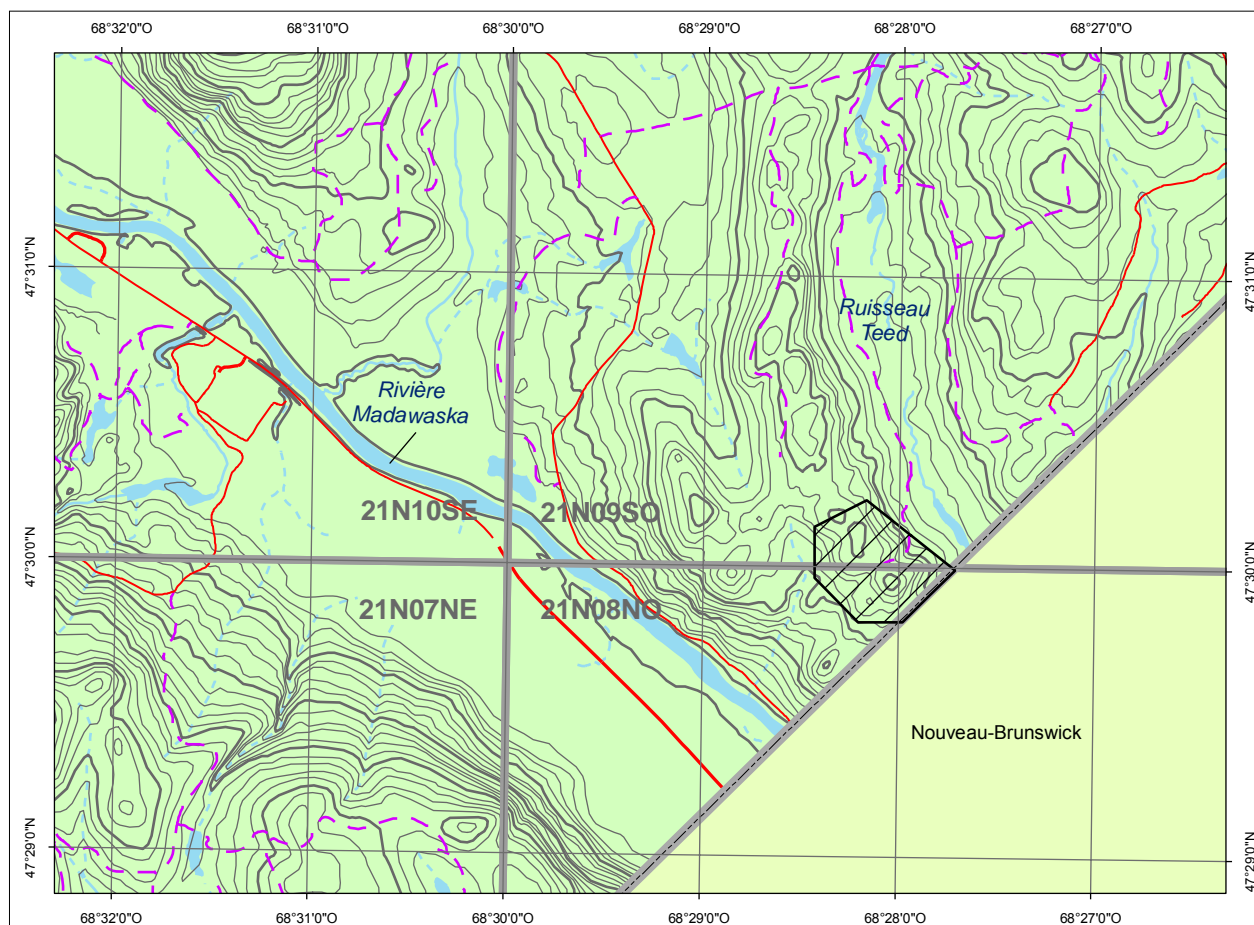 68°32'0"O 68°31'0"O 68°30'0"O 68°29'0"O 68°28'0"O 68°27'0"O
47°31'0"N
47°31'0"N
Ruisseau
Teed
Rivière
Madawaska
21N10SE
21N09SO
47°30'0"N
47°30'0"N
21N07NE
21N08NO
Nouveau-Brunswick
47°29'0"N
47°29'0"N
68°32'0"O 68°31'0"O 68°30'0"O 68°29'0"O 68°28'0"O 68°27'0"O